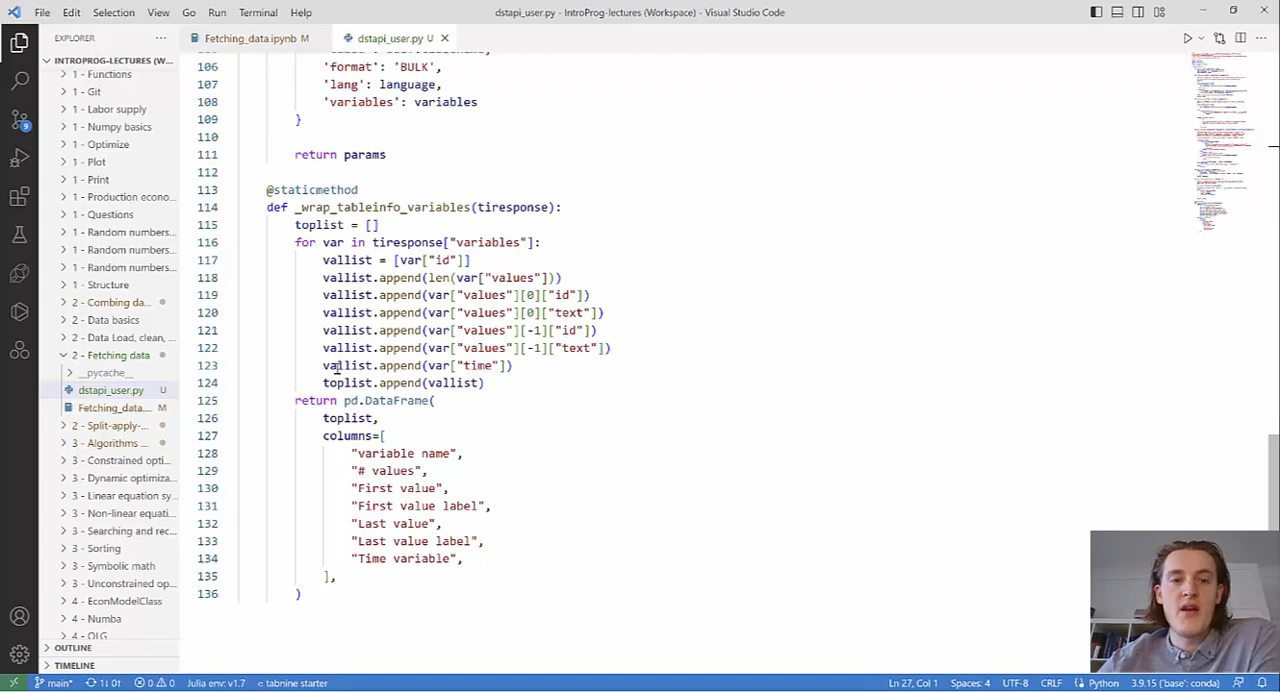 File Edit Selection View Go Run Terminal Help
dstapi_user.py - IntroProg-lectures (Workspace) - Visual Studio Code
EXPLORER
INTROPROG-LECTURES (W...
1 - Functions
1 - Git
1 - Labor supply
1 - Numpy basics
1 - Optimize
1 - Plot
1 - Print
1 - Production econo...
1 - Questions
1 - Random numbers...
1 - Random numbers...
1 - Random numbers...
1 - Structure
2 - Combing da...
2 - Data basics
2 - Data Load, clean, ...
2 - Fetching data
__pycache__
dstapi_user.py U
Fetching_data.... M
2 - Split-apply-...
3 - Algorithms ...
3 - Constrained opti...
3 - Dynamic optimiza...
3 - Linear equation sy...
3 - Non-linear equati...
3 - Searching and rec...
3 - Sorting
3 - Symbolic math
3 - Unconstrained op...
4 - EconModelClass
4 - Numba
4 - OLG
OUTLINE
TIMELINE
9
Fetching_data.ipynb M
dstapi_user.py U
106 'format': 'BULK',
107 'lang': language,
108 'variables': variables
109 }
110
111 return params
112
113 @staticmethod
114 def _wrap_tableinfo_variables(tiresponse):
115 toplist = []
116 for var in tiresponse["variables"]:
117 vallist = [var["id"]]
118 vallist.append(len(var["values"]))
119 vallist.append(var["values"][0]["id"])
120 vallist.append(var["values"][0]["text"])
121 vallist.append(var["values"][-1]["id"])
122 vallist.append(var["values"][-1]["text"])
123 vallist.append(var["time"])
124 toplist.append(vallist)
125 return pd.DataFrame(
126 toplist,
127 columns=[
128 "variable name",
129 "# values",
130 "First value",
131 "First value label",
132 "Last value",
133 "Last value label",
134 "Time variable",
135 ],
136 )
main* 1↓ 0↑ 0 0 Julia env: v1.7 tabnine starter
Ln 27, Col 1 Spaces: 4 UTF-8 CRLF Python 3.9.15 ('base': conda)